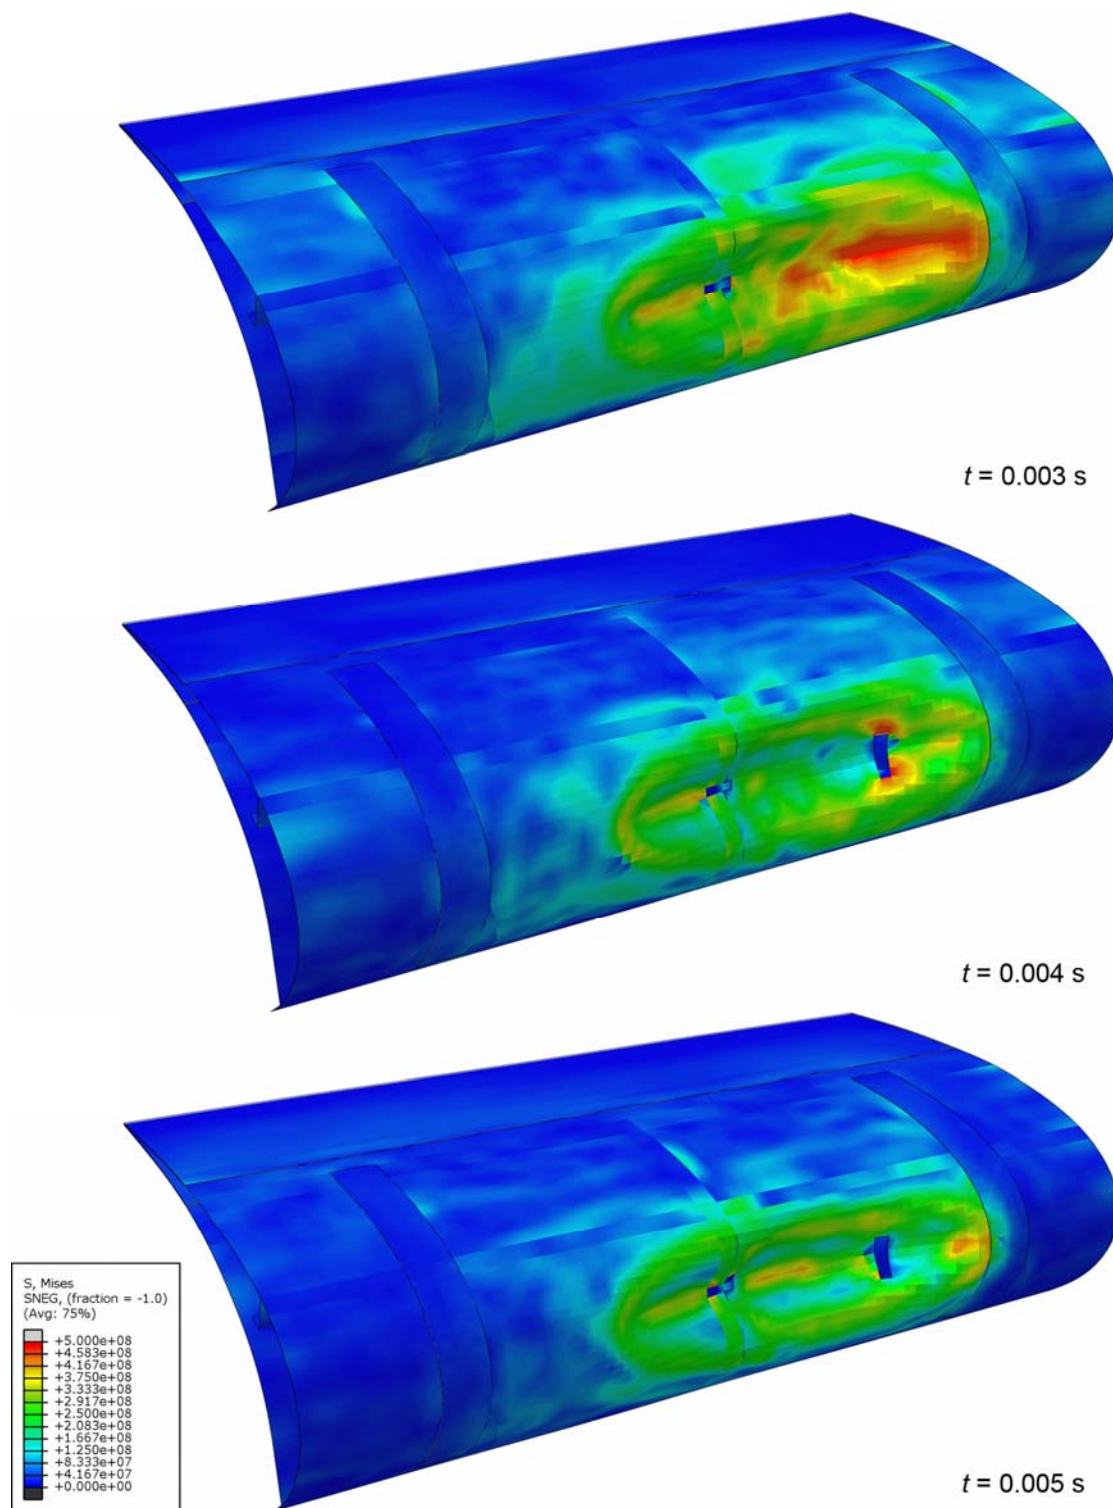 t = 0.003 s
t = 0.004 s
S, Mises
SNEG, (fraction = -1.0)
(Avg: 75%)
+5.000e+08
+4.583e+08
+4.167e+08
+3.750e+08
+3.333e+08
+2.917e+08
+2.500e+08
+2.083e+08
+1.667e+08
+1.250e+08
+8.333e+07
+4.167e+07
+0.000e+00
t = 0.005 s